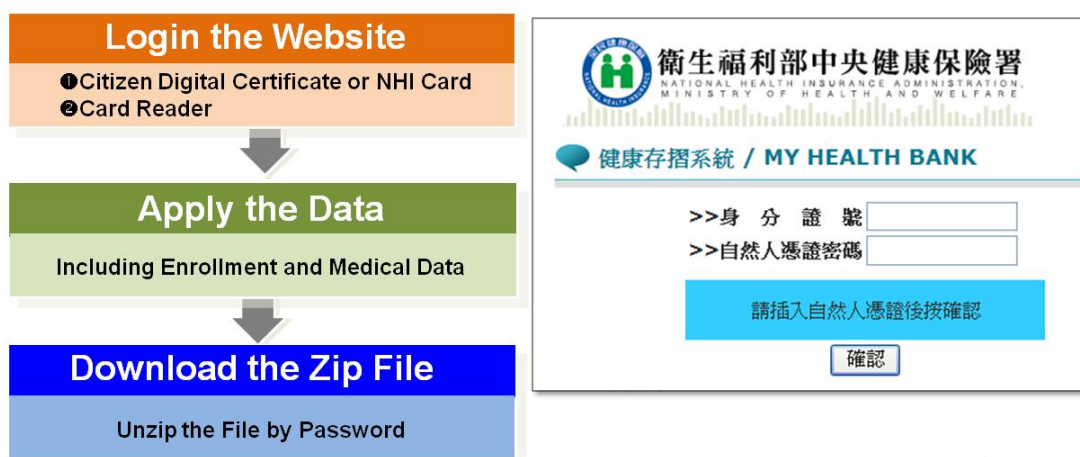 Login the Website
❶Citizen Digital Certificate or NHI Card
❷Card Reader
Apply the Data
Including Enrollment and Medical Data
Download the Zip File
Unzip the File by Password
衛生福利部中央健康保險署
NATIONAL HEALTH INSURANCE ADMINISTRATION,
MINISTRY OF HEALTH AND WELFARE
健康存摺系統 / MY HEALTH BANK
>>身 分 證 號
>>自然人憑證密碼
請插入自然人憑證後按確認
確認